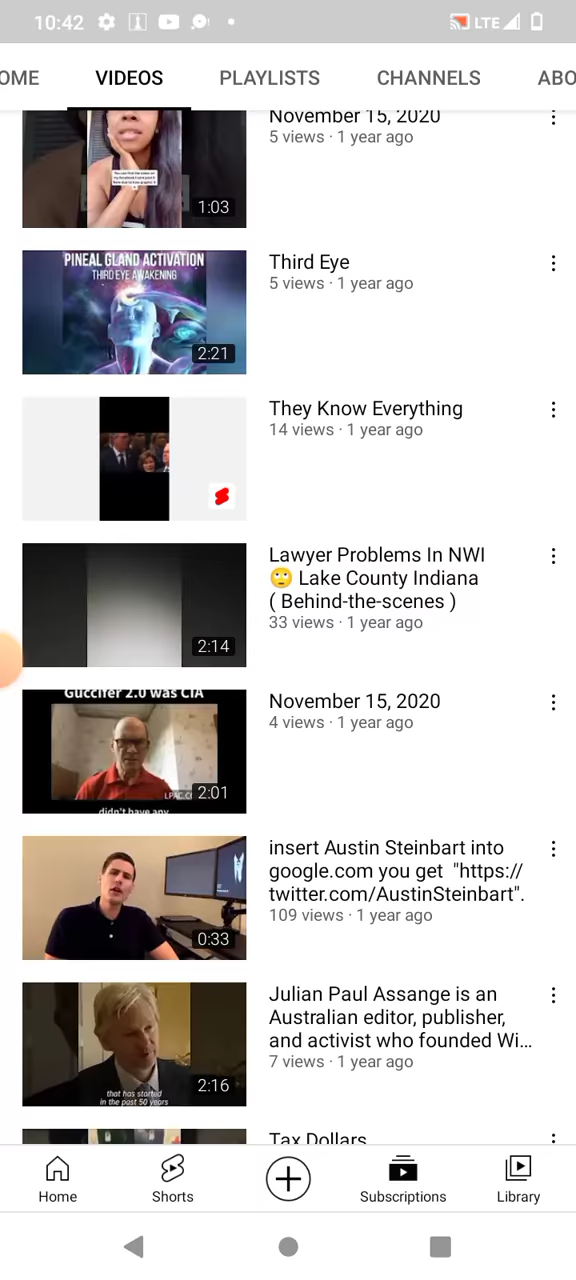 10:42
LTE
OME
VIDEOS
PLAYLISTS
CHANNELS
ABO
November 15, 2020
5 views · 1 year ago
1:03
PINEAL GLAND ACTIVATION
THIRD EYE AWAKENING
2:21
Third Eye
5 views · 1 year ago
They Know Everything
14 views · 1 year ago
2:14
Lawyer Problems In NWI
🙄 Lake County Indiana
( Behind-the-scenes )
33 views · 1 year ago
Guccifer 2.0 was CIA
2:01
didn't have any
November 15, 2020
4 views · 1 year ago
0:33
insert Austin Steinbart into
google.com you get "https://
twitter.com/AustinSteinbart".
109 views · 1 year ago
that has started
in the past 50 years
2:16
Julian Paul Assange is an
Australian editor, publisher,
and activist who founded Wi...
7 views · 1 year ago
Tax Dollars
Home
Shorts
Subscriptions
Library